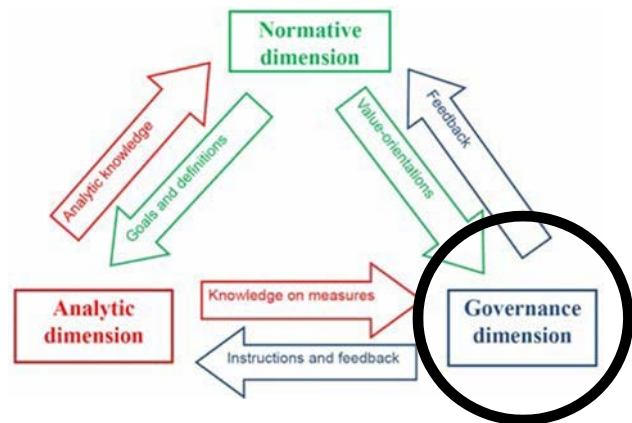 Normative
dimension
Analytic knowledge
Goals and definitions
Value-orientations
Feedback
Analytic
dimension
Knowledge on measures
Instructions and feedback
Governance
dimension